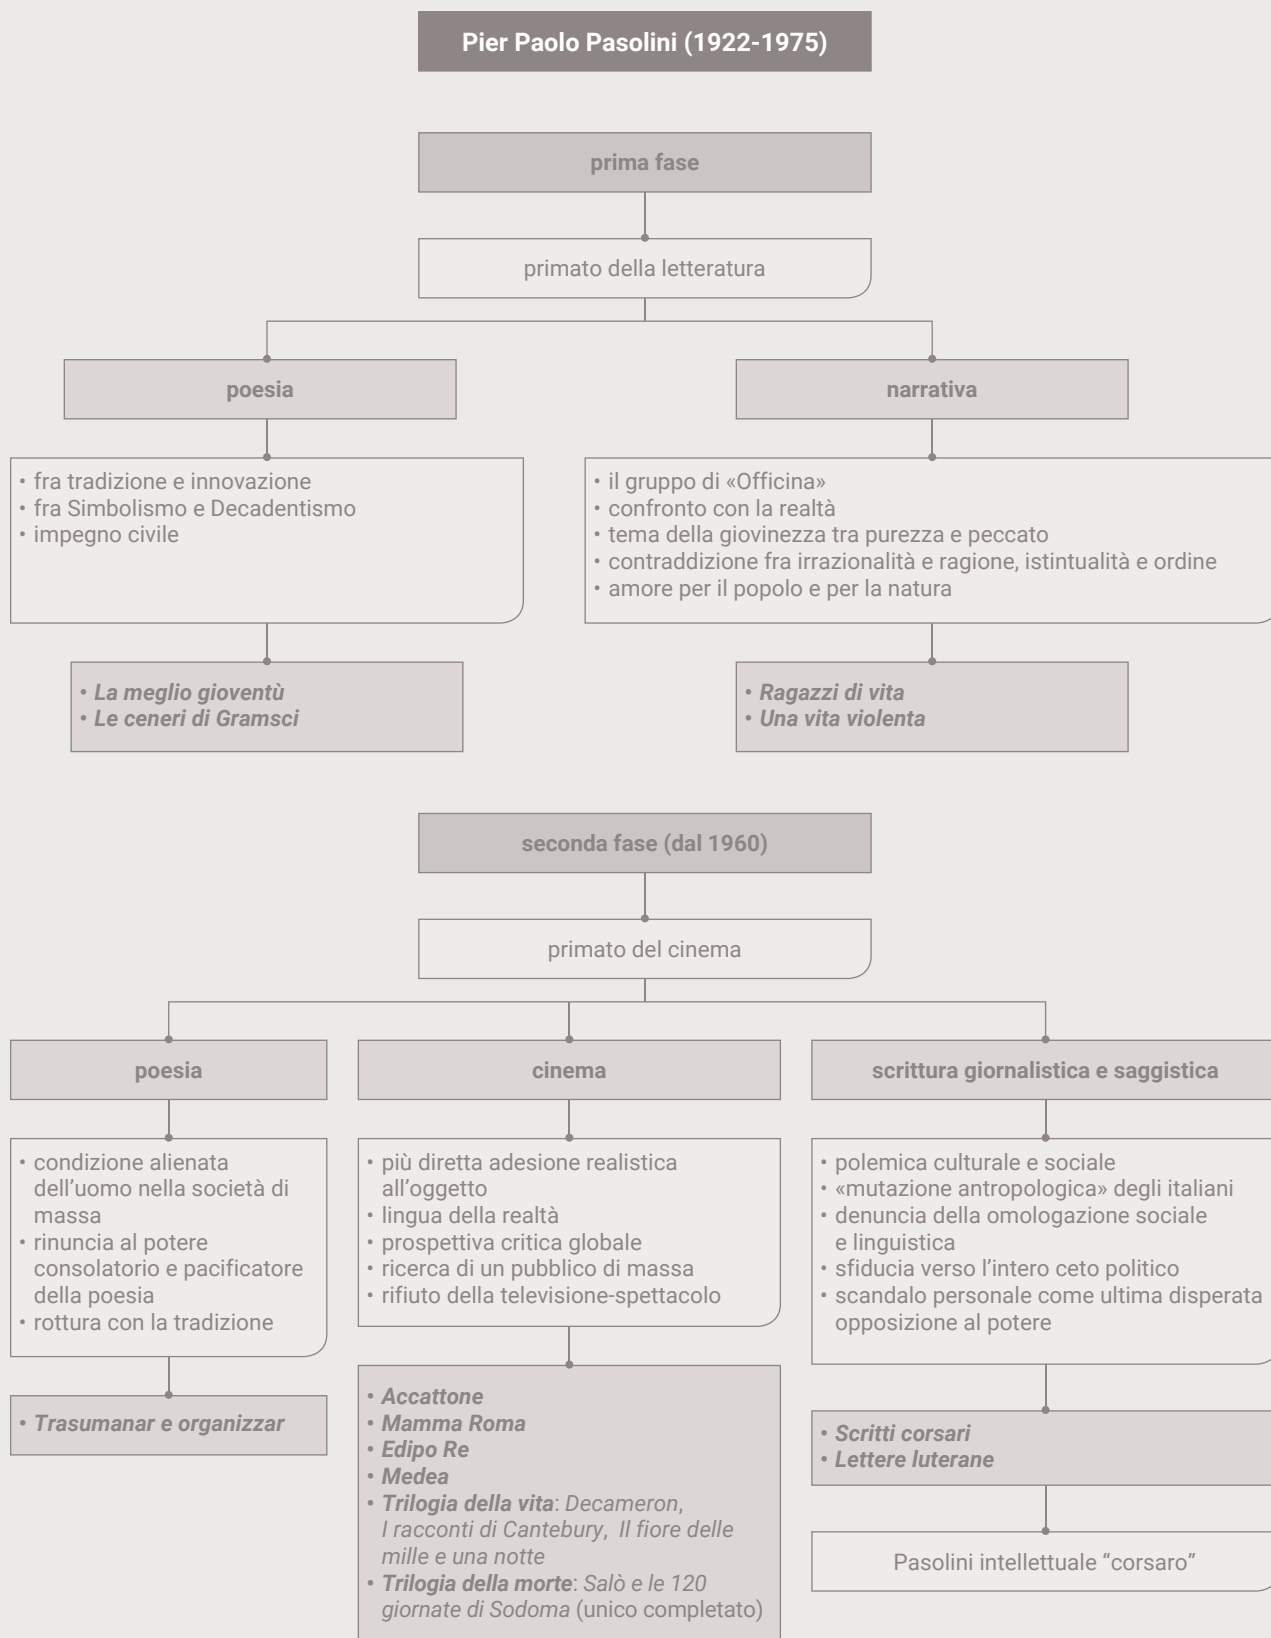 Pier Paolo Pasolini (1922-1975)
prima fase
primato della letteratura
poesia
• fra tradizione e innovazione
• fra Simbolismo e Decadentismo
• impegno civile
• La meglio gioventù
• Le ceneri di Gramsci
narrativa
• il gruppo di «Officina»
• confronto con la realtà
• tema della giovinezza tra purezza e peccato
• contraddizione fra irrazionalità e ragione, istintualità e ordine
• amore per il popolo e per la natura
• Ragazzi di vita
• Una vita violenta
seconda fase (dal 1960)
primato del cinema
poesia
• condizione alienata
dell’uomo nella società di
massa
• rinuncia al potere
consolatorio e pacificatore
della poesia
• rottura con la tradizione
• Trasumanar e organizzar
cinema
• più diretta adesione realistica
all’oggetto
• lingua della realtà
• prospettiva critica globale
• ricerca di un pubblico di massa
• rifiuto della televisione-spettacolo
• Accattone
• Mamma Roma
• Edipo Re
• Medea
• Trilogia della vita: Decameron,
I racconti di Cantebury, Il fiore delle
mille e una notte
• Trilogia della morte: Salò e le 120
giornate di Sodoma (unico completato)
scrittura giornalistica e saggistica
• polemica culturale e sociale
• «mutazione antropologica» degli italiani
• denuncia della omologazione sociale
e linguistica
• sfiducia verso l’intero ceto politico
• scandalo personale come ultima disperata
opposizione al potere
• Scritti corsari
• Lettere luterane
Pasolini intellettuale “corsaro”